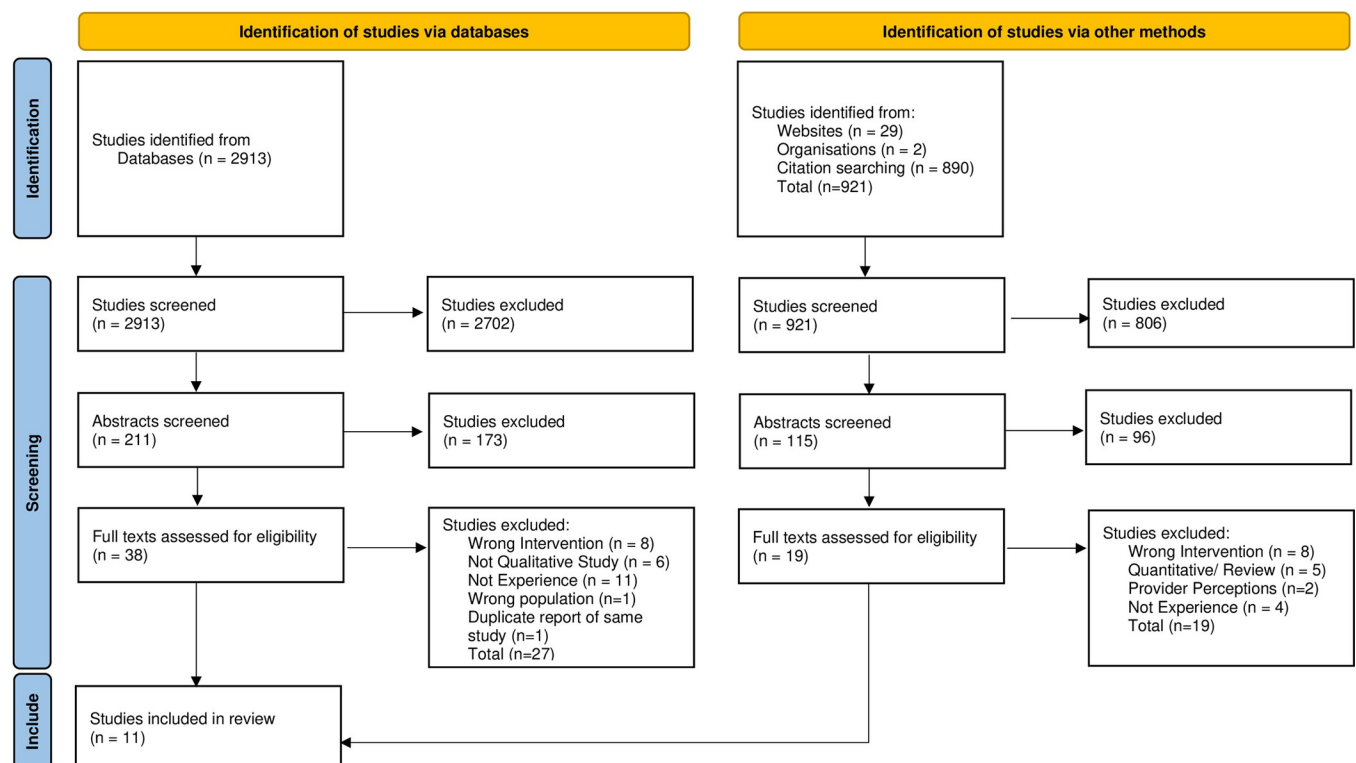 Identification of studies via databases
Identification of studies via other methods
Identification
Studies identified from
Databases (n = 2913)
Studies identified from:
Websites (n = 29)
Organisations (n = 2)
Citation searching (n = 890)
Total (n=921)
Screening
Studies screened
(n = 2913)
Studies excluded
(n = 2702)
Studies screened
(n = 921)
Studies excluded
(n = 806)
Abstracts screened
(n = 211)
Studies excluded
(n = 173)
Abstracts screened
(n = 115)
Studies excluded
(n = 96)
Full texts assessed for eligibility
(n = 38)
Studies excluded:
Wrong Intervention (n = 8)
Not Qualitative Study (n = 6)
Not Experience (n = 11)
Wrong population (n=1)
Duplicate report of same
study (n=1)
Total (n=27)
Full texts assessed for eligibility
(n = 19)
Studies excluded:
Wrong Intervention (n = 8)
Quantitative/ Review (n = 5)
Provider Perceptions (n=2)
Not Experience (n = 4)
Total (n=19)
Include
Studies included in review
(n = 11)